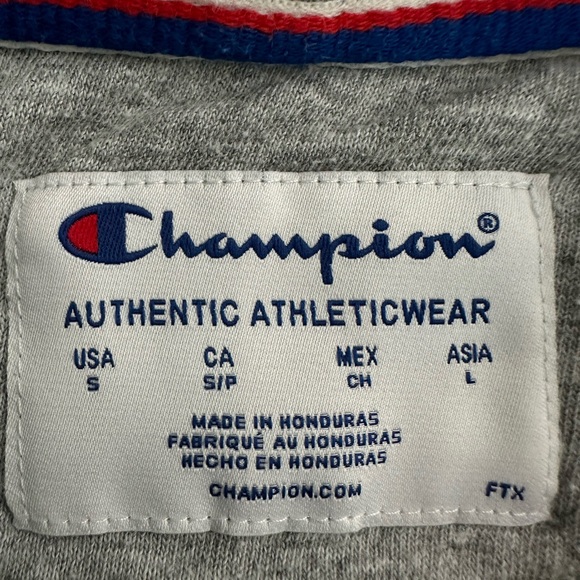 Champion®
AUTHENTIC ATHLETICWEAR
USA CA MEX ASIA
S S/P CH L
MADE IN HONDURAS
FABRIQUÉ AU HONDURAS
HECHO EN HONDURAS
CHAMPION.COM FTX